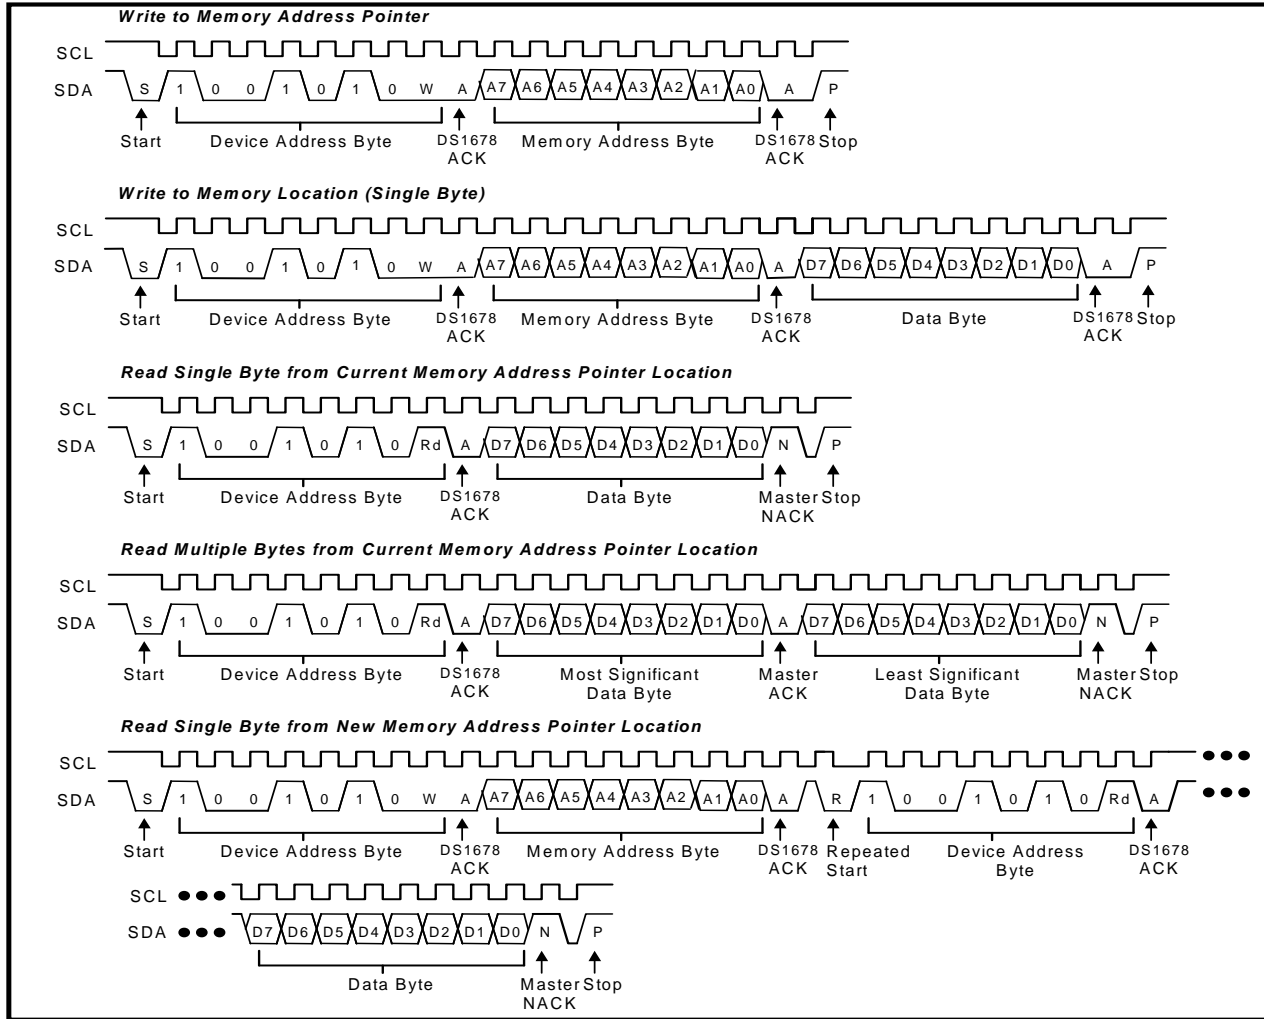 Write to Memory Address Pointer
SCL
SDA S 1 0 0 1 0 1 0 W A A7 A6 A5 A4 A3 A2 A1 A0 A P
Start Device Address Byte DS1678 Memory Address Byte DS1678 Stop
ACK ACK
Write to Memory Location (Single Byte)
SCL
SDA S 1 0 0 1 0 1 0 W A A7 A6 A5 A4 A3 A2 A1 A0 A D7 D6 D5 D4 D3 D2 D1 D0 A P
Start Device Address Byte DS1678 Memory Address Byte DS1678 Data Byte DS1678 Stop
ACK ACK ACK
Read Single Byte from Current Memory Address Pointer Location
SCL
SDA S 1 0 0 1 0 1 0 Rd A D7 D6 D5 D4 D3 D2 D1 D0 N P
Start Device Address Byte DS1678 Data Byte Master Stop
ACK NACK
Read Multiple Bytes from Current Memory Address Pointer Location
SCL
SDA S 1 0 0 1 0 1 0 Rd A D7 D6 D5 D4 D3 D2 D1 D0 A D7 D6 D5 D4 D3 D2 D1 D0 N P
Start Device Address Byte DS1678 Most Significant Master Least Significant Master Stop
ACK Data Byte ACK Data Byte NACK
Read Single Byte from New Memory Address Pointer Location
SCL
SDA S 1 0 0 1 0 1 0 W A A7 A6 A5 A4 A3 A2 A1 A0 A R 1 0 0 1 0 1 0 Rd A
Start Device Address Byte DS1678 Memory Address Byte DS1678 Repeated Device Address DS1678
ACK ACK Start Byte ACK
SCL
SDA D7 D6 D5 D4 D3 D2 D1 D0 N P
Data Byte Master Stop
NACK